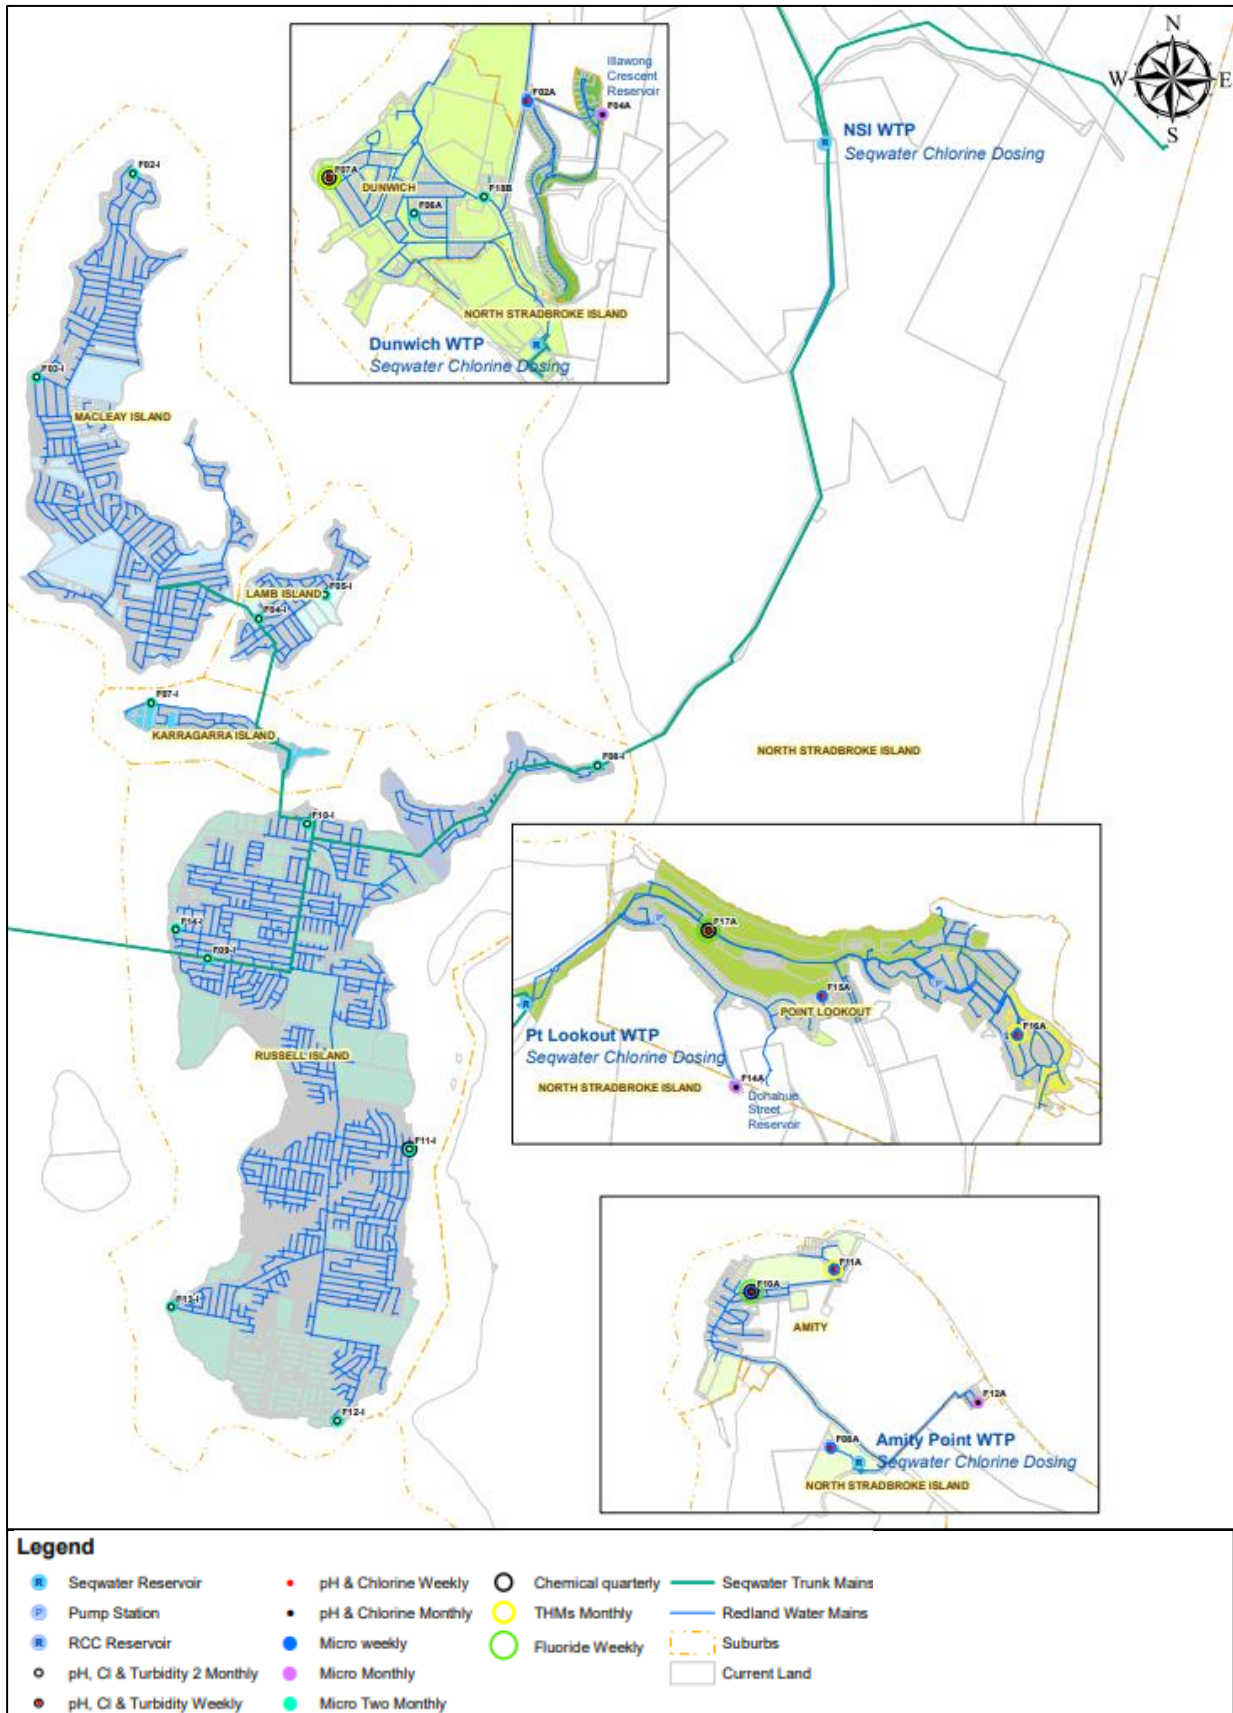 N
W
E
S
Illawong
Crescent
Reservoir
F02A
F04A
F07A
DUNWICH
F18B
F06A
NORTH STRADBROKE ISLAND
Dunwich WTP
Seqwater Chlorine Dosing
NSI WTP
Seqwater Chlorine Dosing
F02-I
F03-I
MACLEAY ISLAND
LAMB ISLAND
F05-I
F04-I
F07-I
KARRAGARRA ISLAND
NORTH STRADBROKE ISLAND
F08-I
F10-I
F14-I
F09-I
RUSSELL ISLAND
F11-I
F13-I
F12-I
F17A
P
F15A
POINT LOOKOUT
P
R
F16A
Pt Lookout WTP
Seqwater Chlorine Dosing
NORTH STRADBROKE ISLAND
F14A
Donahue
Street
Reservoir
F11A
F10A
AMITY
F12A
F08A
Amity Point WTP
R
Seqwater Chlorine Dosing
NORTH STRADBROKE ISLAND
Legend
R Seqwater Reservoir
P Pump Station
R RCC Reservoir
pH, Cl & Turbidity 2 Monthly
pH, Cl & Turbidity Weekly
pH & Chlorine Weekly
pH & Chlorine Monthly
Micro weekly
Micro Monthly
Micro Two Monthly
Chemical quarterly
THMs Monthly
Fluoride Weekly
Seqwater Trunk Mains
Redland Water Mains
Suburbs
Current Land